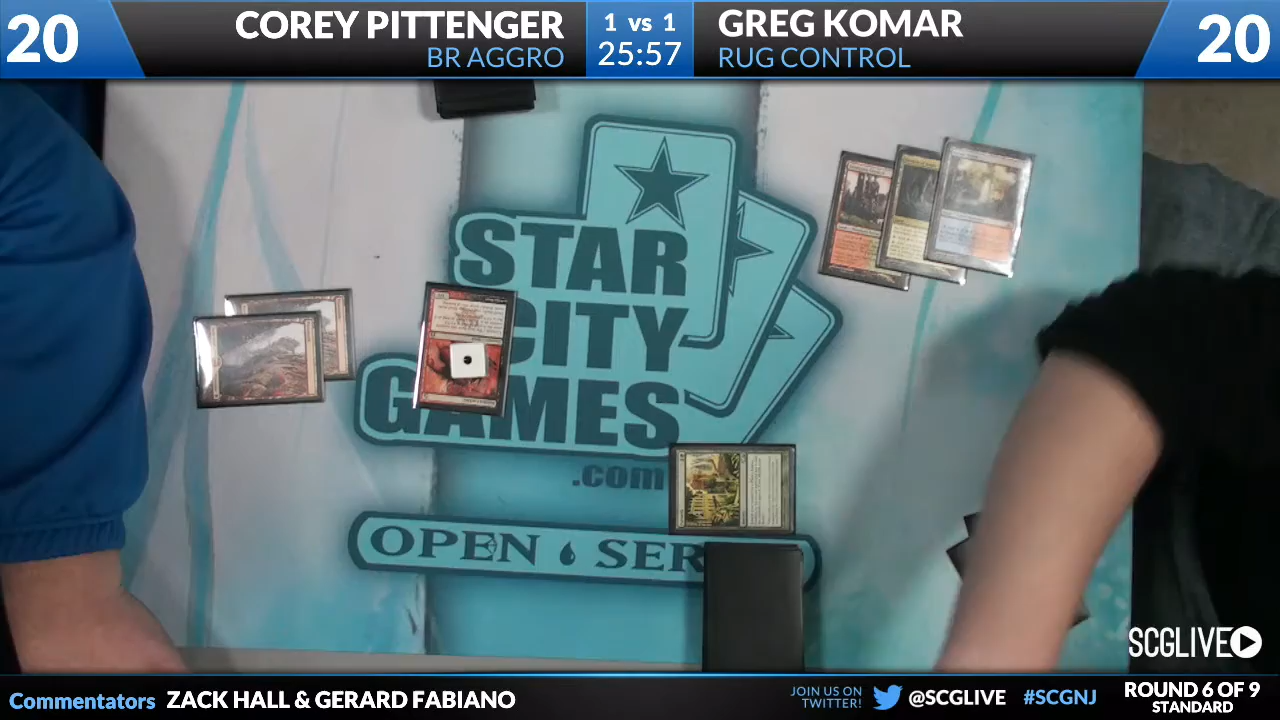 20
COREY PITTENGER
BR AGGRO
1 vs 1
25:57
GREG KOMAR
RUG CONTROL
20
STAR
CITY
GAMES
.com
OPEN SER
SCGLIVE
Commentators ZACK HALL & GERARD FABIANO
JOIN US ON
TWITTER!
@SCGLIVE
#SCGNJ
ROUND 6 OF 9
STANDARD